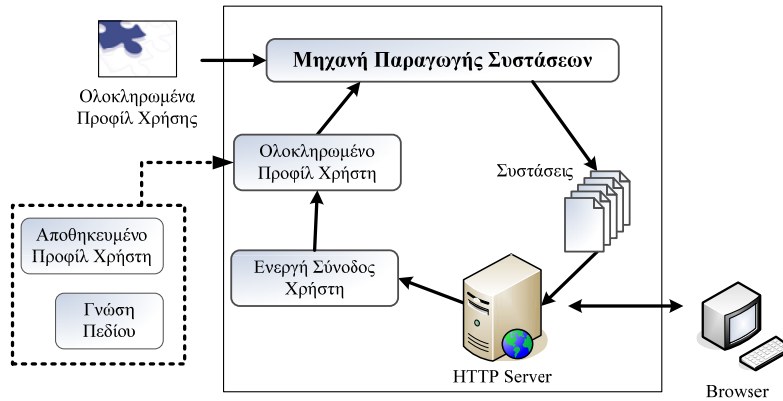 Μηχανή Παραγωγής Συστάσεων
Ολοκληρωμένα
Προφίλ Χρήσης
Ολοκληρωμένο
Προφίλ Χρήστη
Συστάσεις
Αποθηκευμένο
Προφίλ Χρήστη
Ενεργή Σύνοδος
Χρήστη
Γνώση
Πεδίου
HTTP Server
Browser